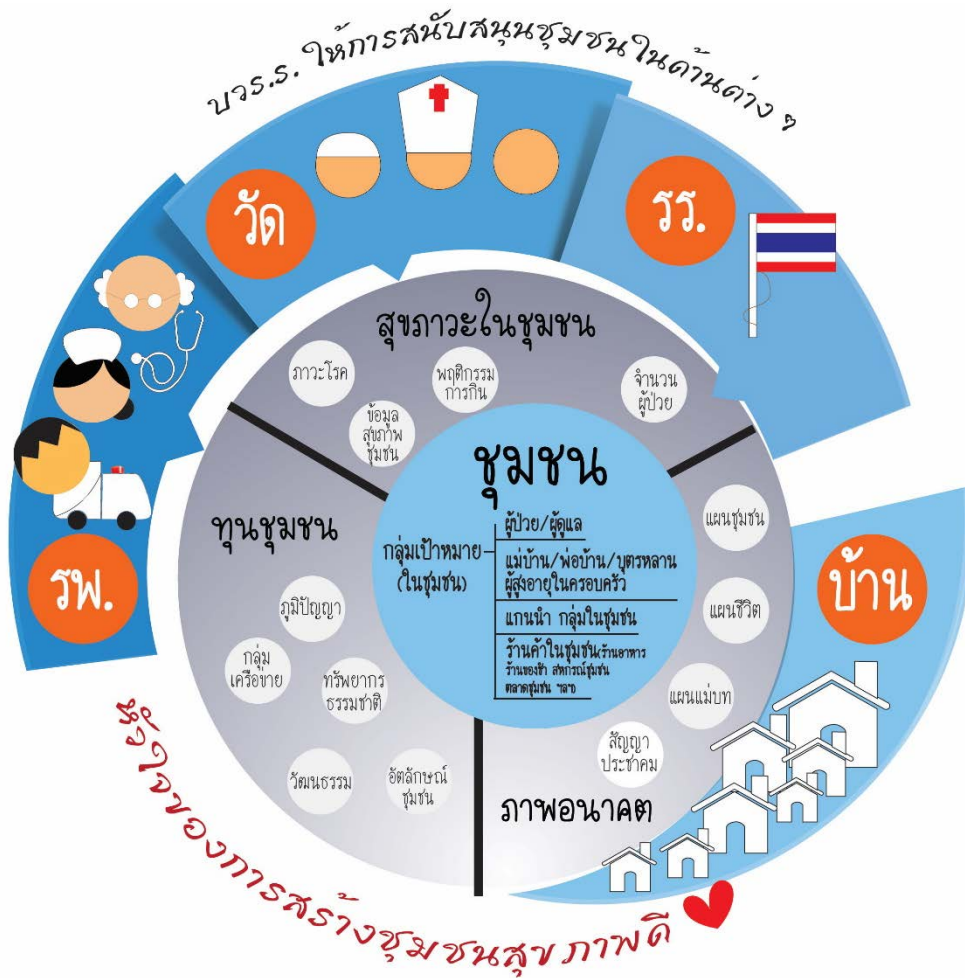 บวร.ร. ให้การสนับสนุนชุมชนในด้านต่าง ๆ
วัด
รร.
รพ.
บ้าน
สุขภาวะในชุมชน
ภาวะโรค
ข้อมูล
สุขภาพ
ชุมชน
พฤติกรรม
การกิน
จำนวน
ผู้ป่วย
ชุมชน
กลุ่มเป้าหมาย
(ในชุมชน)
ผู้ป่วย/ผู้ดูแล
แม่บ้าน/พ่อบ้าน/บุตรหลาน
ผู้สูงอายุในครอบครัว
แกนนำ กลุ่มในชุมชน
ร้านค้าในชุมชน(ร้านอาหาร
ร้านของชำ สหกรณ์ชุมชน
ตลาดชุมชน ฯลฯ)
ทุนชุมชน
ภูมิปัญญา
กลุ่ม
เครือข่าย
ทรัพยากร
ธรรมชาติ
วัฒนธรรม
อัตลักษณ์
ชุมชน
แผนชุมชน
แผนชีวิต
แผนแม่บท
สัญญา
ประชาคม
ภาพอนาคต
หัวใจของการสร้างชุมชนสุขภาพดี